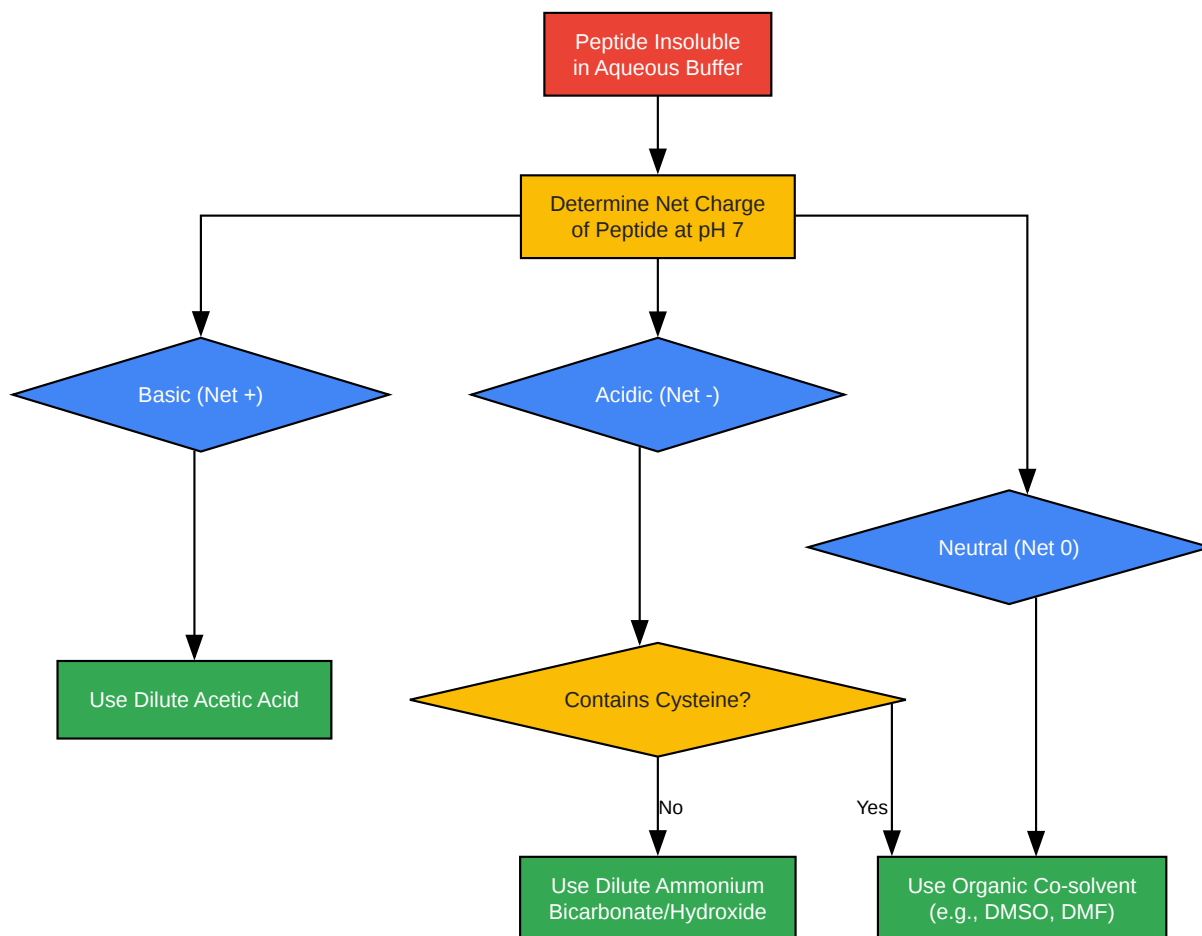 Peptide Insoluble
in Aqueous Buffer
Determine Net Charge
of Peptide at pH 7
Basic (Net +)
Acidic (Net -)
Neutral (Net 0)
Use Dilute Acetic Acid
Contains Cysteine?
No
Yes
Use Dilute Ammonium
Bicarbonate/Hydroxide
Use Organic Co-solvent
(e.g., DMSO, DMF)